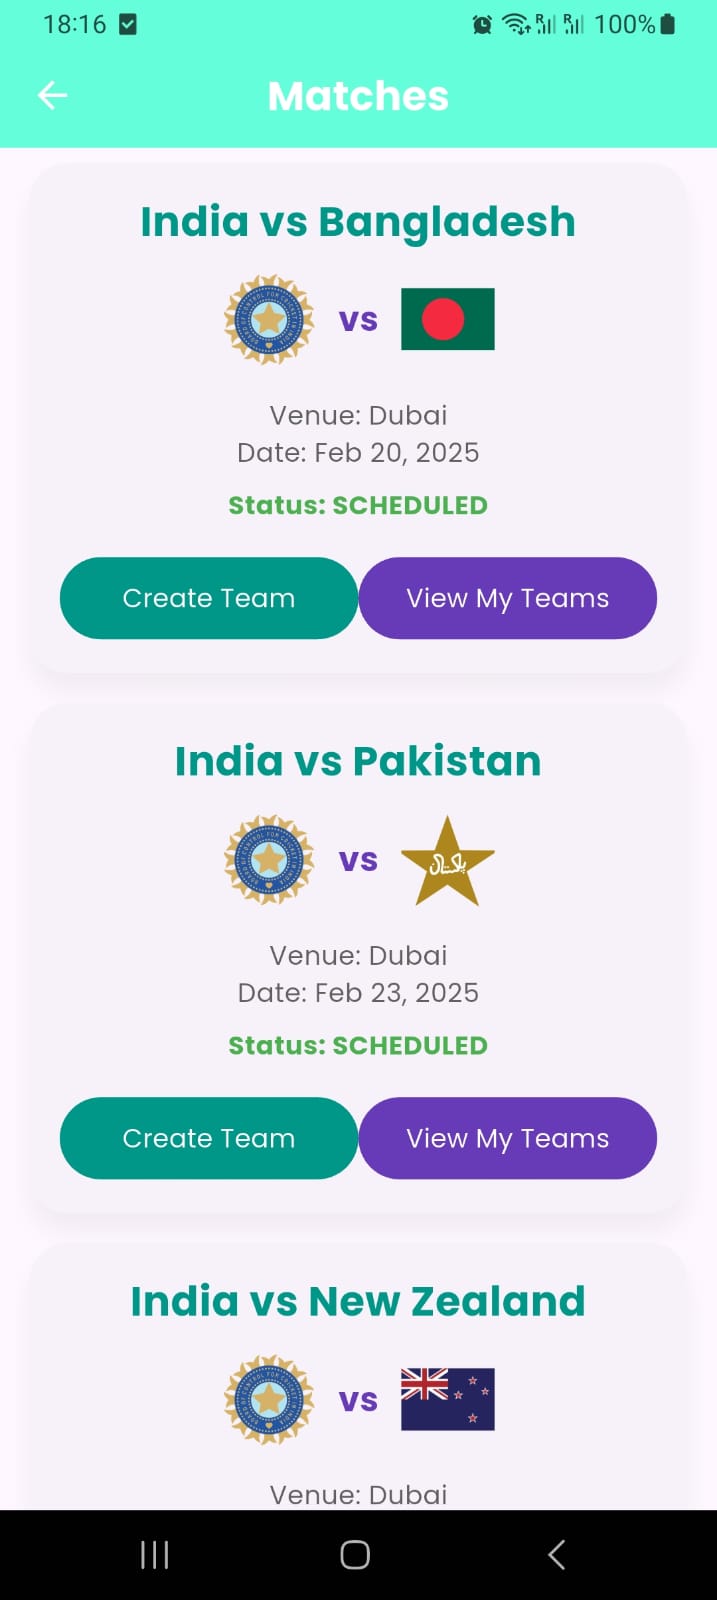 18:16 R R 100%
Matches
India vs Bangladesh
vs
Venue: Dubai
Date: Feb 20, 2025
Status: SCHEDULED
Create Team View My Teams
India vs Pakistan
vs
Venue: Dubai
Date: Feb 23, 2025
Status: SCHEDULED
Create Team View My Teams
India vs New Zealand
vs
Venue: Dubai